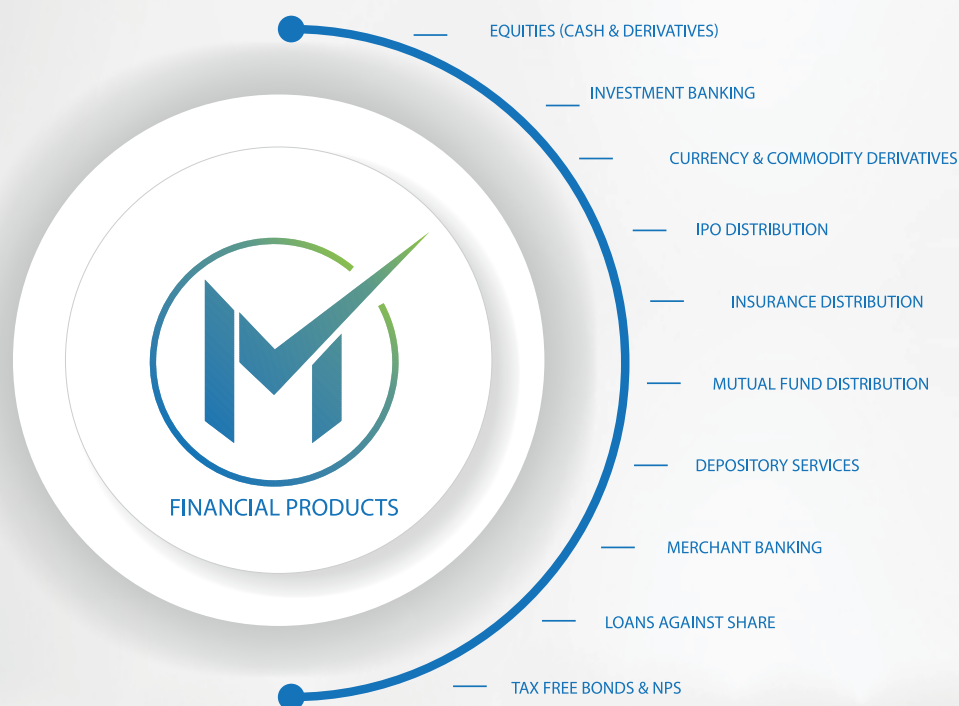 EQUITIES (CASH & DERIVATIVES)
INVESTMENT BANKING
CURRENCY & COMMODITY DERIVATIVES
IPO DISTRIBUTION
INSURANCE DISTRIBUTION
MUTUAL FUND DISTRIBUTION
DEPOSITORY SERVICES
MERCHANT BANKING
LOANS AGAINST SHARE
TAX FREE BONDS & NPS
FINANCIAL PRODUCTS